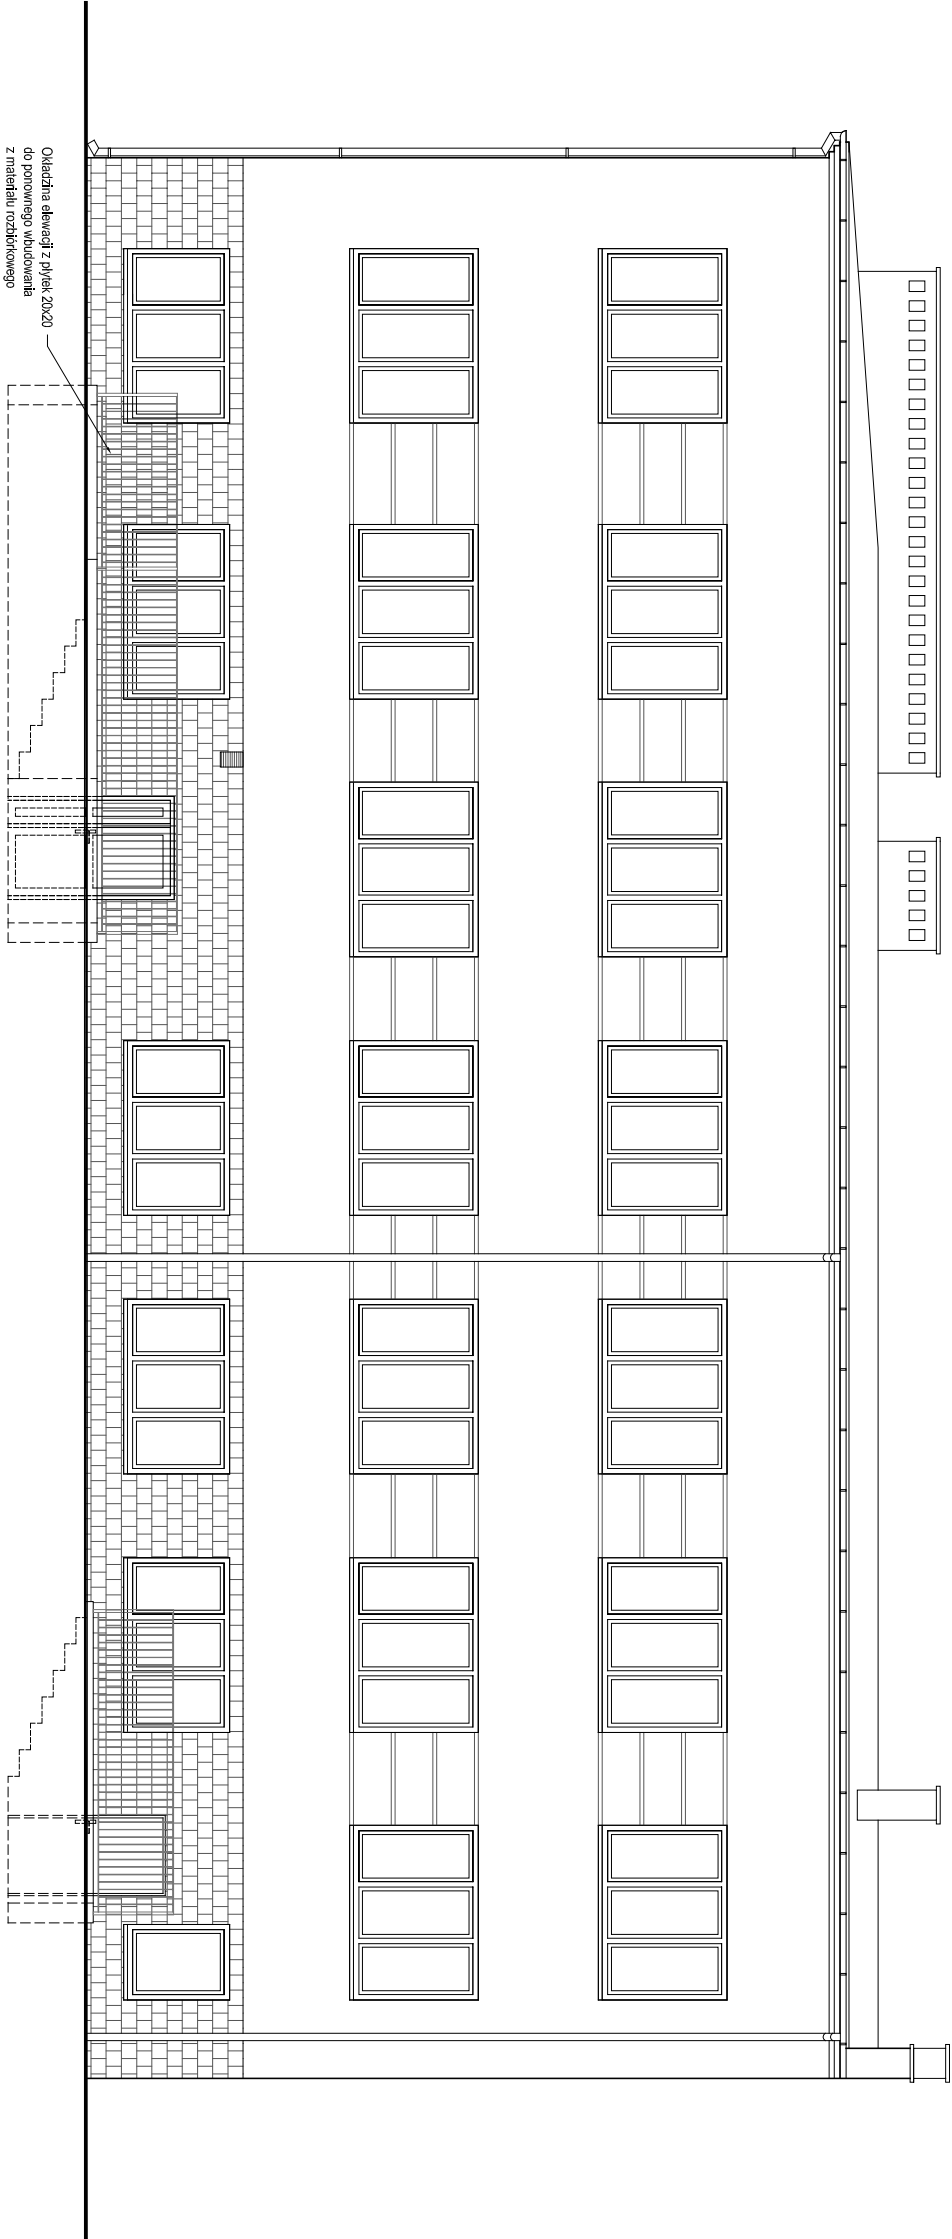 Okładzina elewacji z płytek 20x20
do ponownego wbudowania
z materiału rozbiórkowego